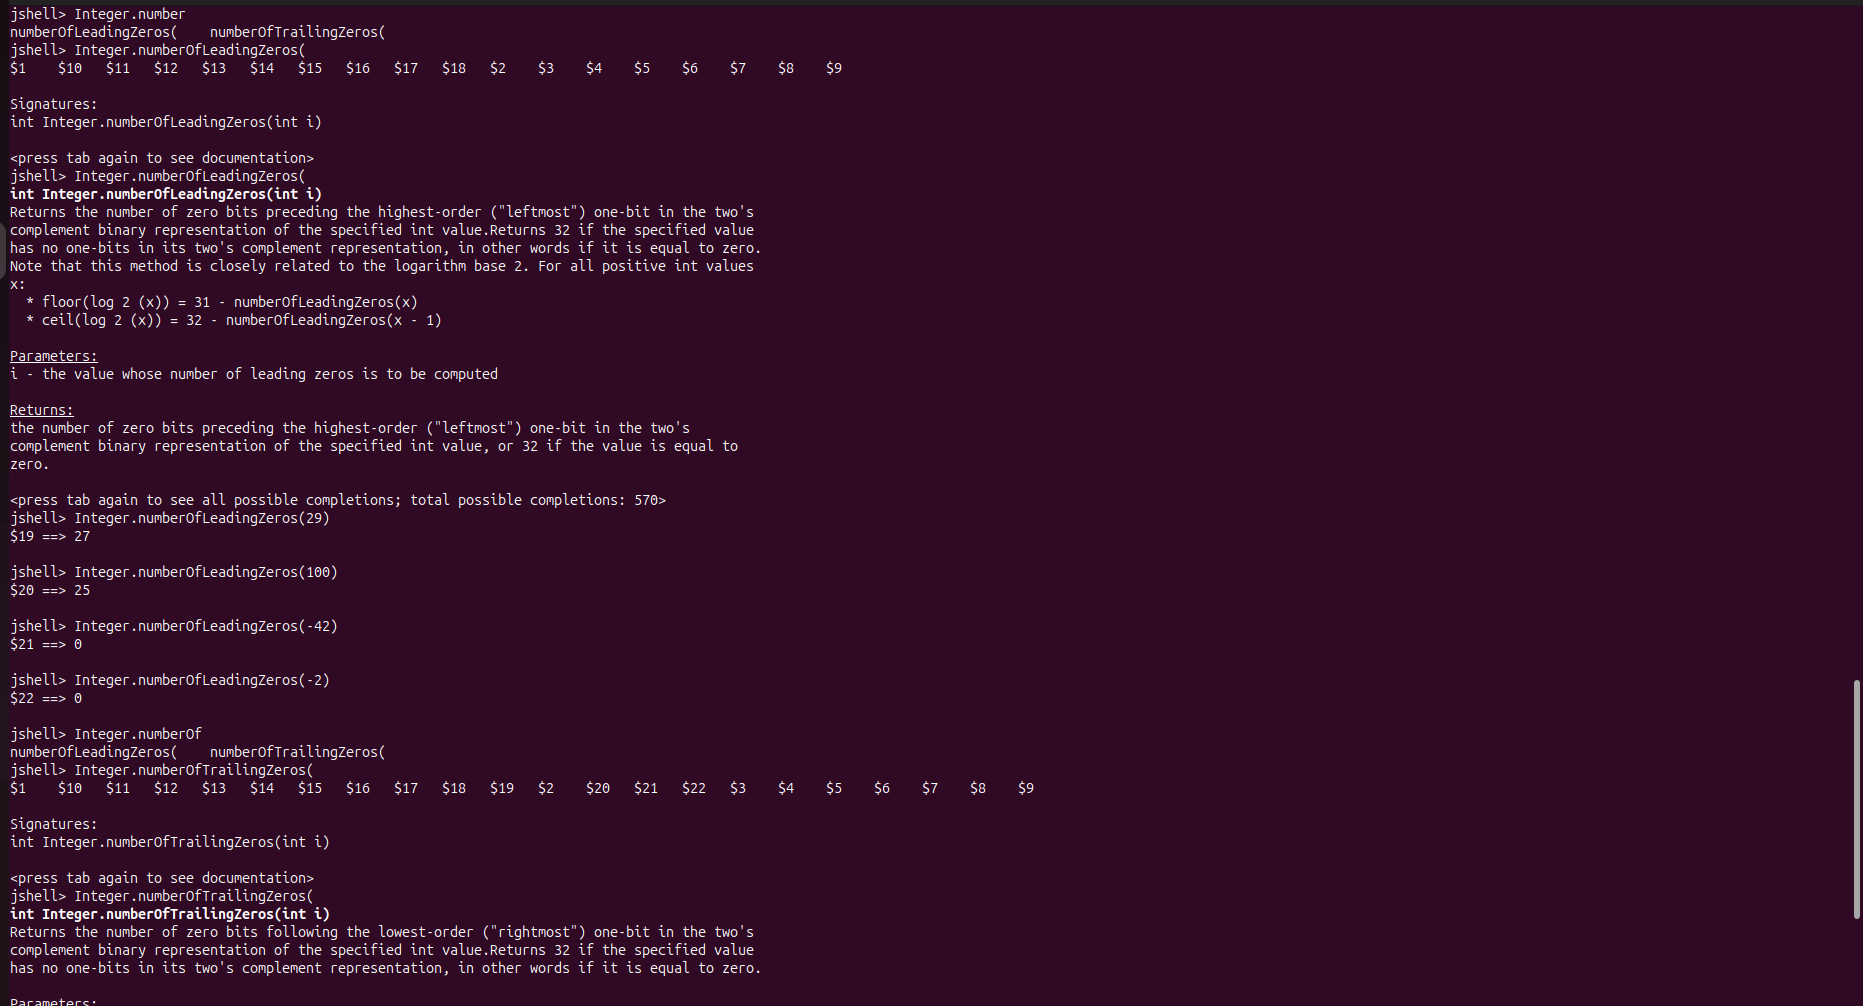 jshell> Integer.number
numberOfLeadingZeros(    numberOfTrailingZeros(
jshell> Integer.numberOfLeadingZeros(
$1    $10   $11   $12   $13   $14   $15   $16   $17   $18   $2    $3    $4    $5    $6    $7    $8    $9
Signatures:
int Integer.numberOfLeadingZeros(int i)
<press tab again to see documentation>
jshell> Integer.numberOfLeadingZeros(
int Integer.numberOfLeadingZeros(int i)
Returns the number of zero bits preceding the highest-order ("leftmost") one-bit in the two's
complement binary representation of the specified int value.Returns 32 if the specified value
has no one-bits in its two's complement representation, in other words if it is equal to zero.
Note that this method is closely related to the logarithm base 2. For all positive int values
x:
  * floor(log 2 (x)) = 31 - numberOfLeadingZeros(x)
  * ceil(log 2 (x)) = 32 - numberOfLeadingZeros(x - 1)
Parameters:
i - the value whose number of leading zeros is to be computed
Returns:
the number of zero bits preceding the highest-order ("leftmost") one-bit in the two's
complement binary representation of the specified int value, or 32 if the value is equal to
zero.
<press tab again to see all possible completions; total possible completions: 570>
jshell> Integer.numberOfLeadingZeros(29)
$19 ==> 27
jshell> Integer.numberOfLeadingZeros(100)
$20 ==> 25
jshell> Integer.numberOfLeadingZeros(-42)
$21 ==> 0
jshell> Integer.numberOfLeadingZeros(-2)
$22 ==> 0
jshell> Integer.numberOf
numberOfLeadingZeros(    numberOfTrailingZeros(
jshell> Integer.numberOfTrailingZeros(
$1    $10   $11   $12   $13   $14   $15   $16   $17   $18   $19   $2    $20   $21   $22   $3    $4    $5    $6    $7    $8    $9
Signatures:
int Integer.numberOfTrailingZeros(int i)
<press tab again to see documentation>
jshell> Integer.numberOfTrailingZeros(
int Integer.numberOfTrailingZeros(int i)
Returns the number of zero bits following the lowest-order ("rightmost") one-bit in the two's
complement binary representation of the specified int value.Returns 32 if the specified value
has no one-bits in its two's complement representation, in other words if it is equal to zero.
Parameters: